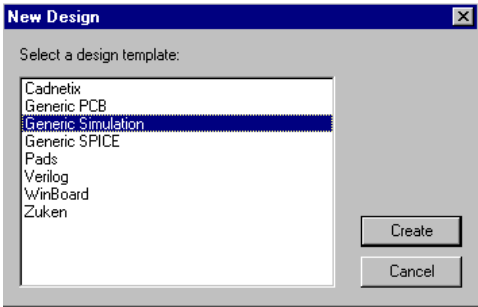 New Design
Select a design template:
Cadnetix
Generic PCB
Generic Simulation
Generic SPICE
Pads
Verilog
WinBoard
Zuken
Create
Cancel